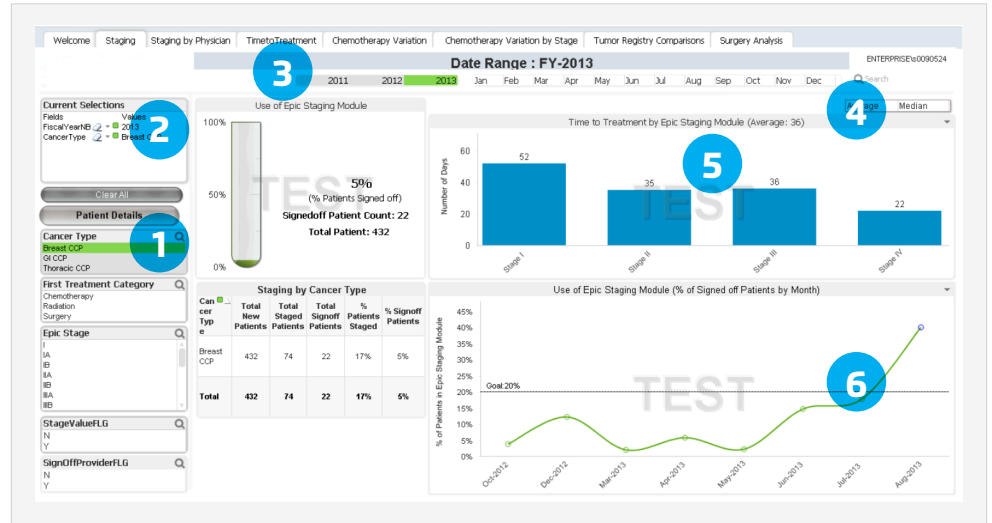 Welcome Staging Staging by Physician TimetoTreatment Chemotherapy Variation Chemotherapy Variation by Stage Tumor Registry Comparisons Surgery Analysis
Date Range : FY-2013
ENTERPRISE\s0090524
3
2011 2012 2013 Jan Feb Mar Apr May Jun Jul Aug Sep Oct Nov Dec
Search
Current Selections
Fields Values
FiscalYearNB 2013
CancerType Breast C
2
Clear All
Patient Details
1
Cancer Type
Breast CCP
GI CCP
Thoracic CCP
First Treatment Category
Chemotherapy
Radiation
Surgery
Epic Stage
I
IA
IB
IIA
IIB
IIIA
IIIB
StageValueFLG
N
Y
SignOffProviderFLG
N
Y
Use of Epic Staging Module
100%
50%
0%
TEST
5%
(% Patients Signed off)
Signedoff Patient Count: 22
Total Patient: 432
Average Median
4
Time to Treatment by Epic Staging Module (Average: 36)
Number of Days
60
40
20
0
52
35
36
22
TEST
5
Stage I Stage II Stage III Stage IV
Staging by Cancer Type
Can
cer
Typ
e
Total
New
Patients
Total
Staged
Patients
Total
Signoff
Patients
%
Patients
Staged
% Signoff
Patients
Breast
CCP
432 74 22 17% 5%
Total 432 74 22 17% 5%
Use of Epic Staging Module (% of Signed off Patients by Month)
% of Patients in Epic Staging Module
45%
40%
35%
30%
25%
20%
15%
10%
5%
0%
Goal:20%
TEST
6
Oct-2012 Dec-2012 Mar-2013 Apr-2013 May-2013 Jun-2013 Jul-2013 Aug-2013